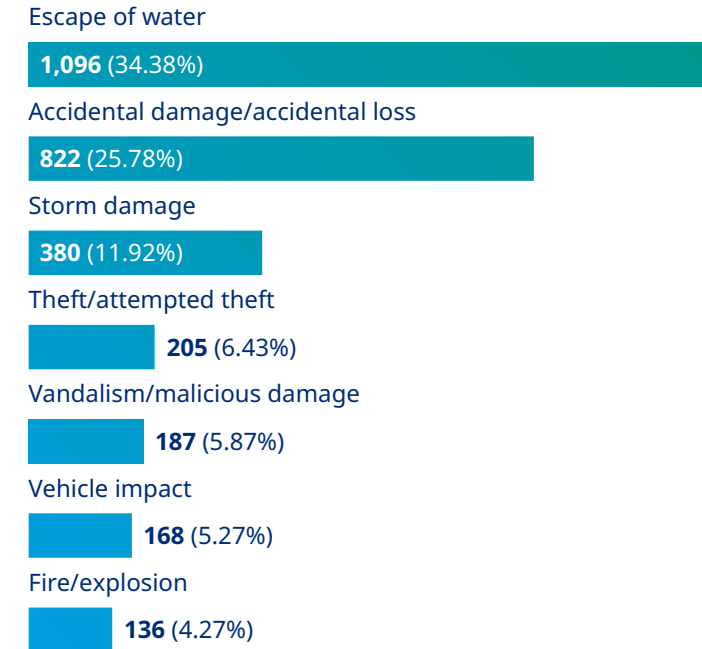 Escape of water
1,096 (34.38%)
Accidental damage/accidental loss
822 (25.78%)
Storm damage
380 (11.92%)
Theft/attempted theft
205 (6.43%)
Vandalism/malicious damage
187 (5.87%)
Vehicle impact
168 (5.27%)
Fire/explosion
136 (4.27%)